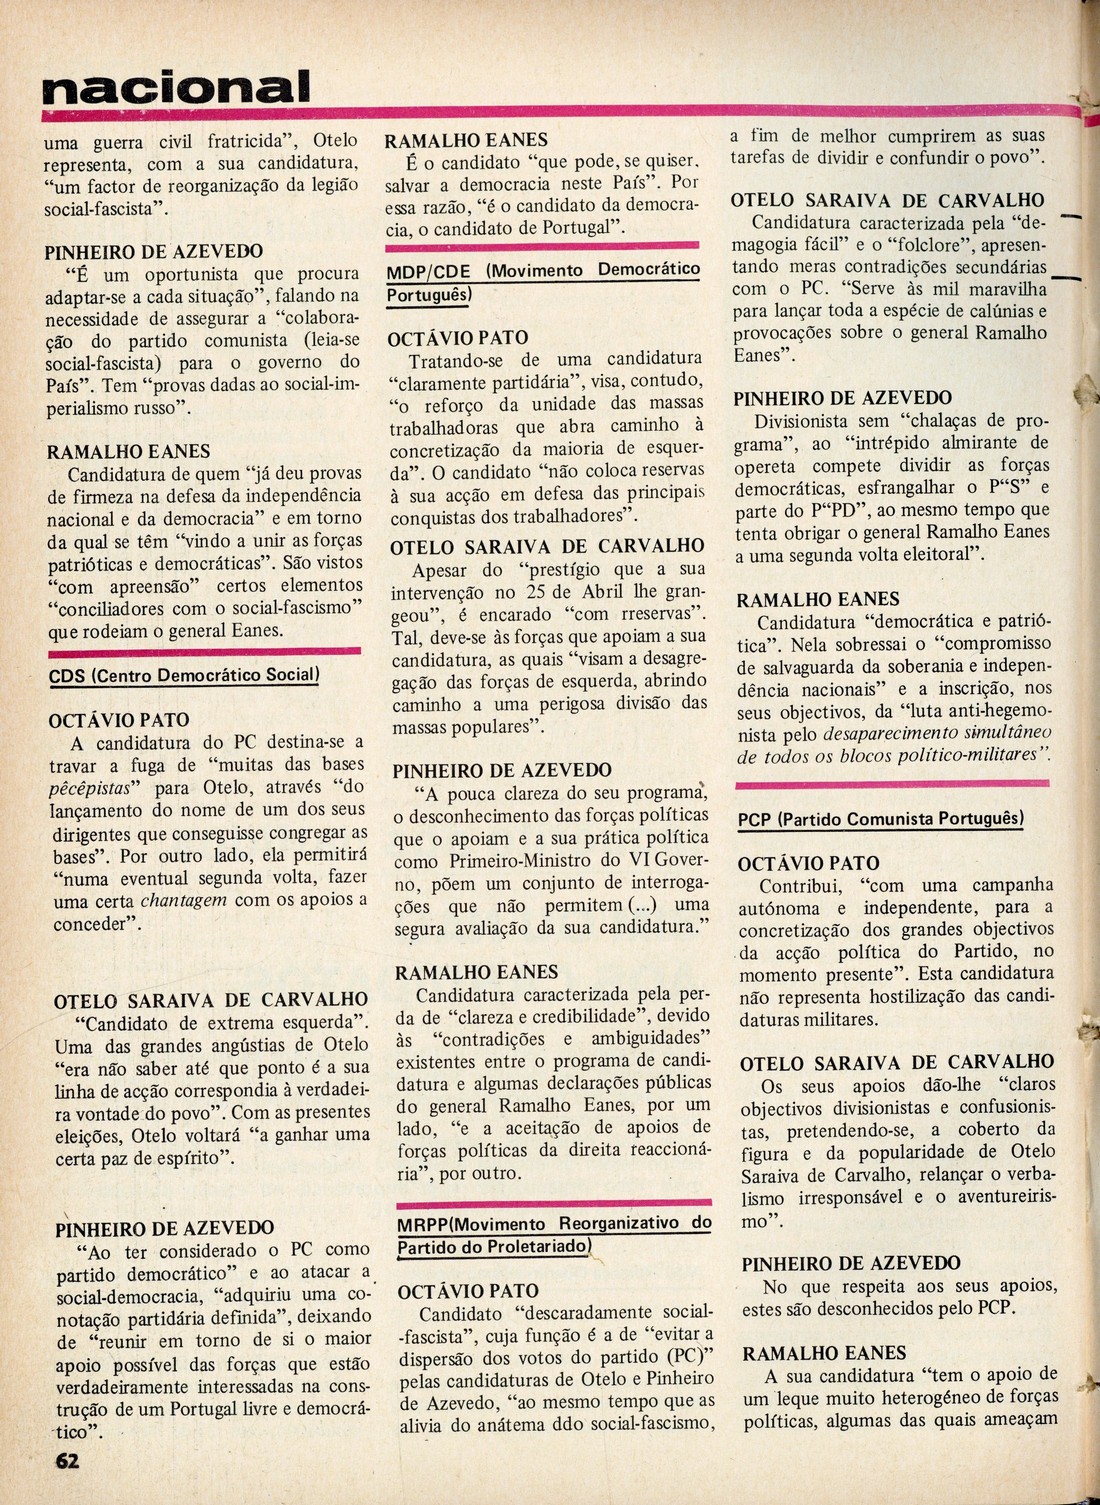 nacional
uma guerra civil fratricida”, Otelo
representa, com a sua candidatura,
“um factor de reorganização da legião
social-fascista”.
PINHEIRO DE AZEVEDO
“É um oportunista que procura
adaptar-se a cada situação”, falando na
necessidade de assegurar a “colabora-
ção do partido comunista (leia-se
social-fascista) para o governo do
País”. Tem “provas dadas ao social-im-
perialismo russo”.
RAMALHO EANES
Candidatura de quem “já deu provas
de firmeza na defesa da independência
nacional e da democracia” e em torno
da qual se têm “vindo a unir as forças
patrióticas e democráticas”. São vistos
“com apreensão” certos elementos
“conciliadores com o social-fascismo”
que rodeiam o general Eanes.
CDS (Centro Democrático Social)
OCTÁVIO PATO
A candidatura do PC destina-se a
travar a fuga de “muitas das bases
pêcêpistas” para Otelo, através “do
lançamento do nome de um dos seus
dirigentes que conseguisse congregar as
bases”. Por outro lado, ela permitirá
“numa eventual segunda volta, fazer
uma certa chantagem com os apoios a
conceder”.
OTELO SARAIVA DE CARVALHO
“Candidato de extrema esquerda”.
Uma das grandes angústias de Otelo
“era não saber até que ponto é a sua
linha de acção correspondia à verdadei-
ra vontade do povo”. Com as presentes
eleições, Otelo voltará “a ganhar uma
certa paz de espírito”.
PINHEIRO DE AZEVEDO
“Ao ter considerado o PC como
partido democrático” e ao atacar a
social-democracia, “adquiriu uma co-
notação partidária definida”, deixando
de “reunir em torno de si o maior
apoio possível das forças que estão
verdadeiramente interessadas na cons-
trução de um Portugal livre e democrá-
tico”.
62
RAMALHO EANES
É o candidato “que pode, se quiser,
salvar a democracia neste País”. Por
essa razão, “é o candidato da democra-
cia, o candidato de Portugal”.
MDP/CDE (Movimento Democrático
Português)
OCTÁVIO PATO
Tratando-se de uma candidatura
“claramente partidária”, visa, contudo,
“o reforço da unidade das massas
trabalhadoras que abra caminho à
concretização da maioria de esquer-
da”. O candidato “não coloca reservas
à sua acção em defesa das principais
conquistas dos trabalhadores”.
OTELO SARAIVA DE CARVALHO
Apesar do “prestígio que a sua
intervenção no 25 de Abril lhe gran-
geou”, é encarado “com rreservas”.
Tal, deve-se às forças que apoiam a sua
candidatura, as quais “visam a desagre-
gação das forças de esquerda, abrindo
caminho a uma perigosa divisão das
massas populares”.
PINHEIRO DE AZEVEDO
“A pouca clareza do seu programa,
o desconhecimento das forças políticas
que o apoiam e a sua prática política
como Primeiro-Ministro do VI Gover-
no, põem um conjunto de interroga-
ções que não permitem (...) uma
segura avaliação da sua candidatura.”
RAMALHO EANES
Candidatura caracterizada pela per-
da de “clareza e credibilidade”, devido
às “contradições e ambiguidades”
existentes entre o programa de candi-
datura e algumas declarações públicas
do general Ramalho Eanes, por um
lado, “e a aceitação de apoios de
forças políticas da direita reaccioná-
ria”, por outro.
MRPP(Movimento Reorganizativo do
Partido do Proletariado)
OCTÁVIO PATO
Candidato “descaradamente social-
-fascista”, cuja função é a de “evitar a
dispersão dos votos do partido (PC)”
pelas candidaturas de Otelo e Pinheiro
de Azevedo, “ao mesmo tempo que as
alivia do anátema ddo social-fascismo,
a fim de melhor cumprirem as suas
tarefas de dividir e confundir o povo”.
OTELO SARAIVA DE CARVALHO
Candidatura caracterizada pela “de-
magogia fácil” e o “folclore”, apresen-
tando meras contradições secundárias
com o PC. “Serve às mil maravilha
para lançar toda a espécie de calúnias e
provocações sobre o general Ramalho
Eanes”.
PINHEIRO DE AZEVEDO
Divisionista sem “chalaças de pro-
grama”, ao “intrépido almirante de
opereta compete dividir as forças
democráticas, esfrangalhar o P“S” e
parte do P“PD”, ao mesmo tempo que
tenta obrigar o general Ramalho Eanes
a uma segunda volta eleitoral”.
RAMALHO EANES
Candidatura “democrática e patrió-
tica”. Nela sobressai o “compromisso
de salvaguarda da soberania e indepen-
dência nacionais” e a inscrição, nos
seus objectivos, da “luta anti-hegemo-
nista pelo desaparecimento simultâneo
de todos os blocos político-militares”.
PCP (Partido Comunista Português)
OCTÁVIO PATO
Contribui, “com uma campanha
autónoma e independente, para a
concretização dos grandes objectivos
da acção política do Partido, no
momento presente”. Esta candidatura
não representa hostilização das candi-
daturas militares.
OTELO SARAIVA DE CARVALHO
Os seus apoios dão-lhe “claros
objectivos divisionistas e confusionis-
tas, pretendendo-se, a coberto da
figura e da popularidade de Otelo
Saraiva de Carvalho, relançar o verba-
lismo irresponsável e o aventureiris-
mo”.
PINHEIRO DE AZEVEDO
No que respeita aos seus apoios,
estes são desconhecidos pelo PCP.
RAMALHO EANES
A sua candidatura “tem o apoio de
um leque muito heterogéneo de forças
políticas, algumas das quais ameaçam